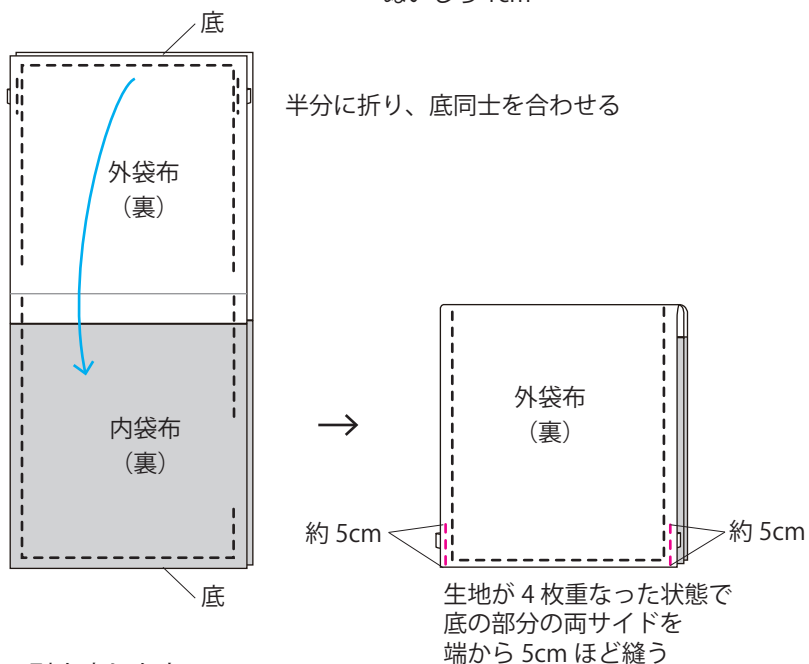 底
半分に折り、底同士を合わせる
外袋布
（裏）
内袋布
（裏）
底
→
外袋布
（裏）
約 5cm
約 5cm
生地が 4 枚重なった状態で
底の部分の両サイドを
端から 5cm ほど縫う